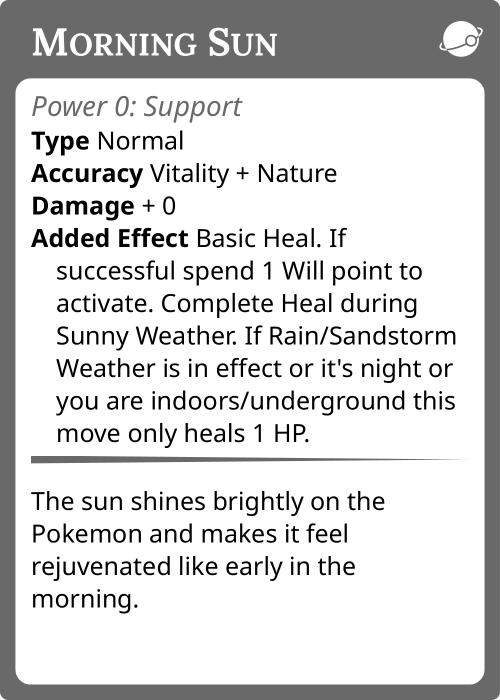 Morning Sun
Power 0: Support
Type Normal
Accuracy Vitality + Nature
Damage + 0
Added Effect Basic Heal. If
successful spend 1 Will point to
activate. Complete Heal during
Sunny Weather. If Rain/Sandstorm
Weather is in effect or it's night or
you are indoors/underground this
move only heals 1 HP.
The sun shines brightly on the
Pokemon and makes it feel
rejuvenated like early in the
morning.